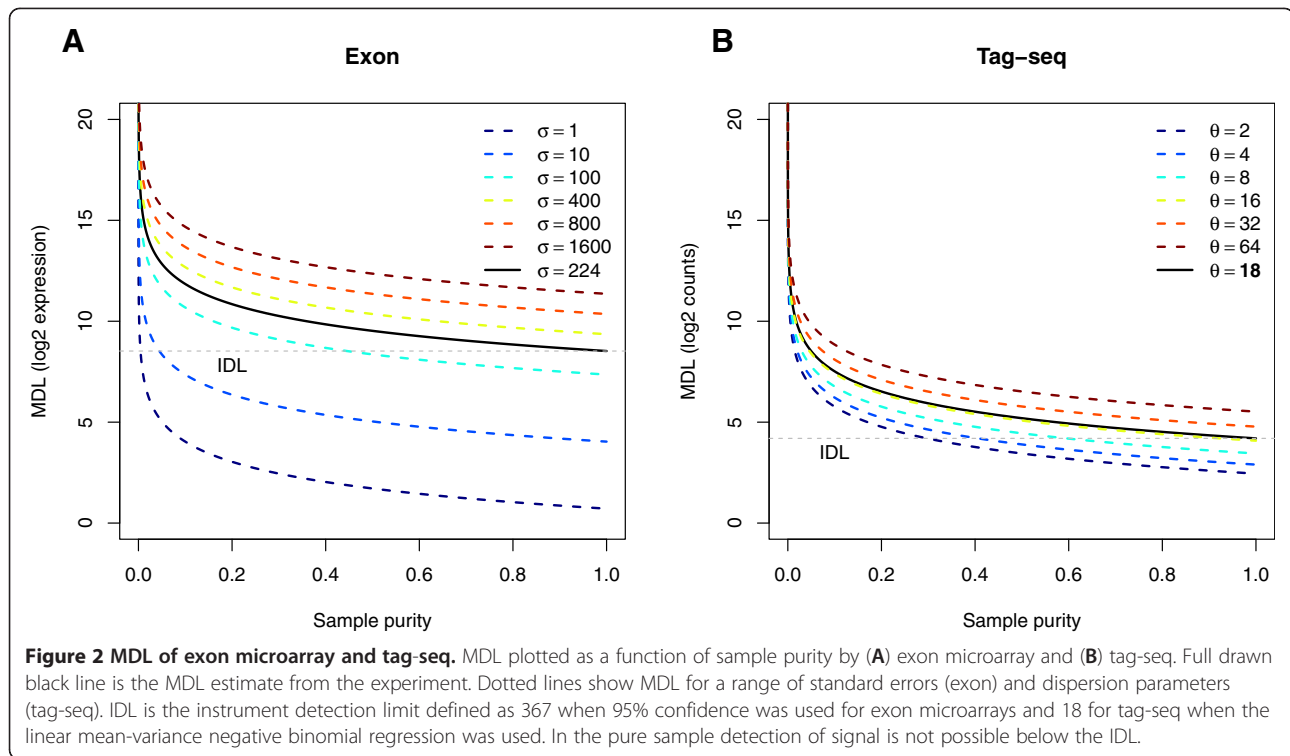 A
Exon
MDL (log2 expression)
20
15
10
5
0
σ = 1
σ = 10
σ = 100
σ = 400
σ = 800
σ = 1600
σ = 224
IDL
0.0 0.2 0.4 0.6 0.8 1.0
Sample purity
B
Tag–seq
MDL (log2 counts)
20
15
10
5
0
θ = 2
θ = 4
θ = 8
θ = 16
θ = 32
θ = 64
θ = 18
IDL
0.0 0.2 0.4 0.6 0.8 1.0
Sample purity
Figure 2 MDL of exon microarray and tag-seq. MDL plotted as a function of sample purity by (A) exon microarray and (B) tag-seq. Full drawn
black line is the MDL estimate from the experiment. Dotted lines show MDL for a range of standard errors (exon) and dispersion parameters
(tag-seq). IDL is the instrument detection limit defined as 367 when 95% confidence was used for exon microarrays and 18 for tag-seq when the
linear mean-variance negative binomial regression was used. In the pure sample detection of signal is not possible below the IDL.